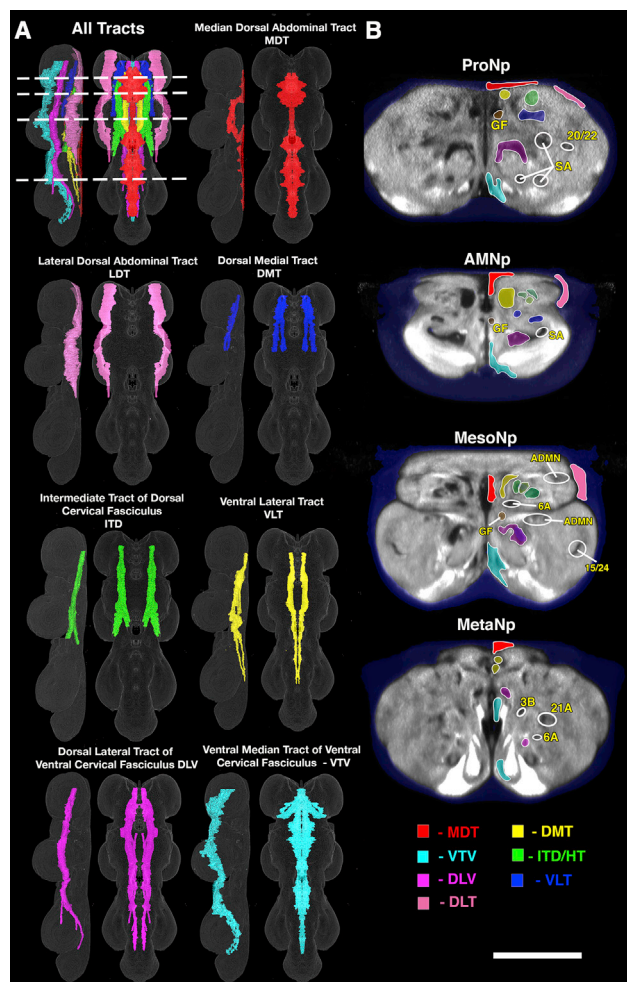 A
All Tracts
Median Dorsal Abdominal Tract
MDT
Lateral Dorsal Abdominal Tract
LDT
Dorsal Medial Tract
DMT
Intermediate Tract of Dorsal
Cervical Fasciculus
ITD
Ventral Lateral Tract
VLT
Dorsal Lateral Tract of
Ventral Cervical Fasciculus DLV
Ventral Median Tract of Ventral
Cervical Fasciculus - VTV
B
ProNp
GF
20/22
SA
AMNp
GF
SA
MesoNp
ADMN
6A
GF
ADMN
15/24
MetaNp
3B
21A
6A
- MDT
- DMT
- VTV
- ITD/HT
- DLV
- VLT
- DLT